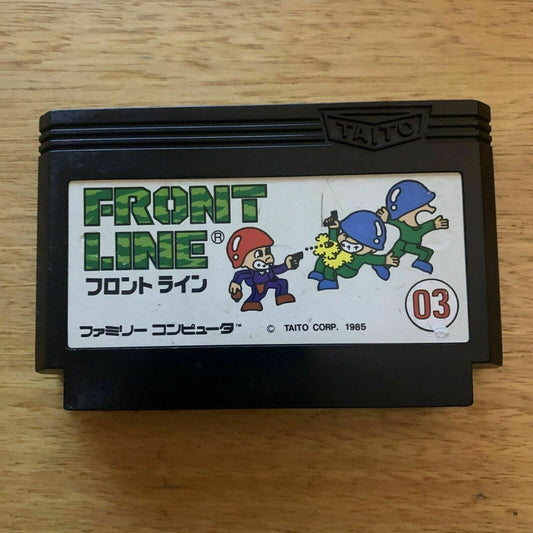 TAITO
FRONT
LINE®
フロント ライン
03
ファミリー コンピュータ™
© TAITO CORP. 1985